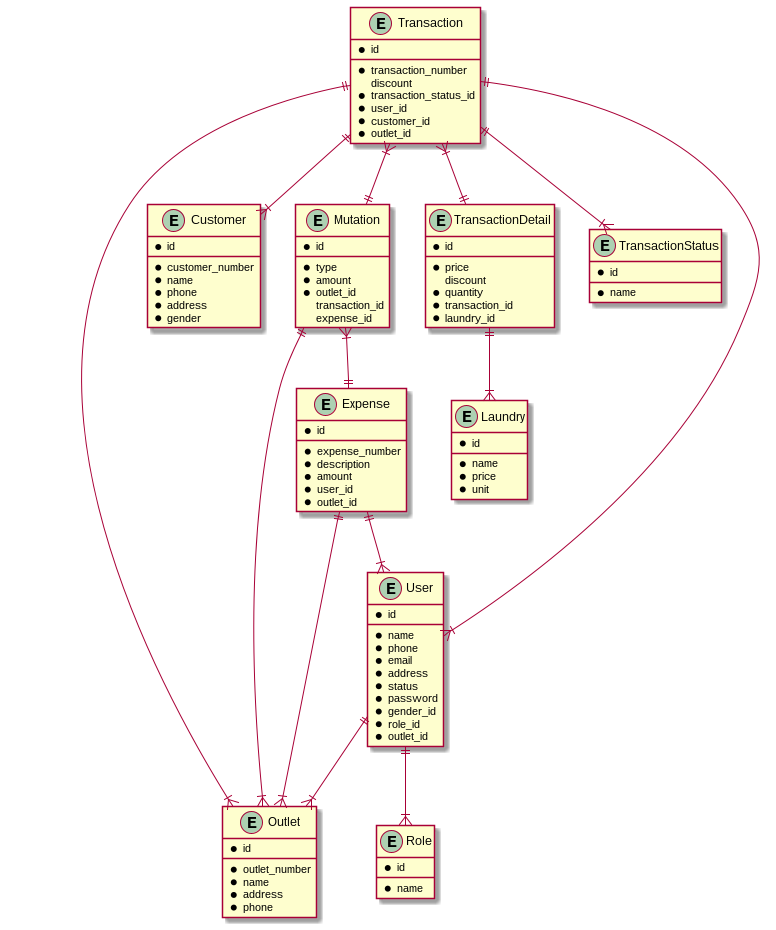 E Transaction
id
transaction_number
discount
transaction_status_id
user_id
customer_id
outlet_id
E Customer
id
customer_number
name
phone
address
gender
E Mutation
id
type
amount
outlet_id
transaction_id
expense_id
E TransactionDetail
id
price
discount
quantity
transaction_id
laundry_id
E TransactionStatus
id
name
E Expense
id
expense_number
description
amount
user_id
outlet_id
E Laundry
id
name
price
unit
E User
id
name
phone
email
address
status
password
gender_id
role_id
outlet_id
E Outlet
id
outlet_number
name
address
phone
E Role
id
name